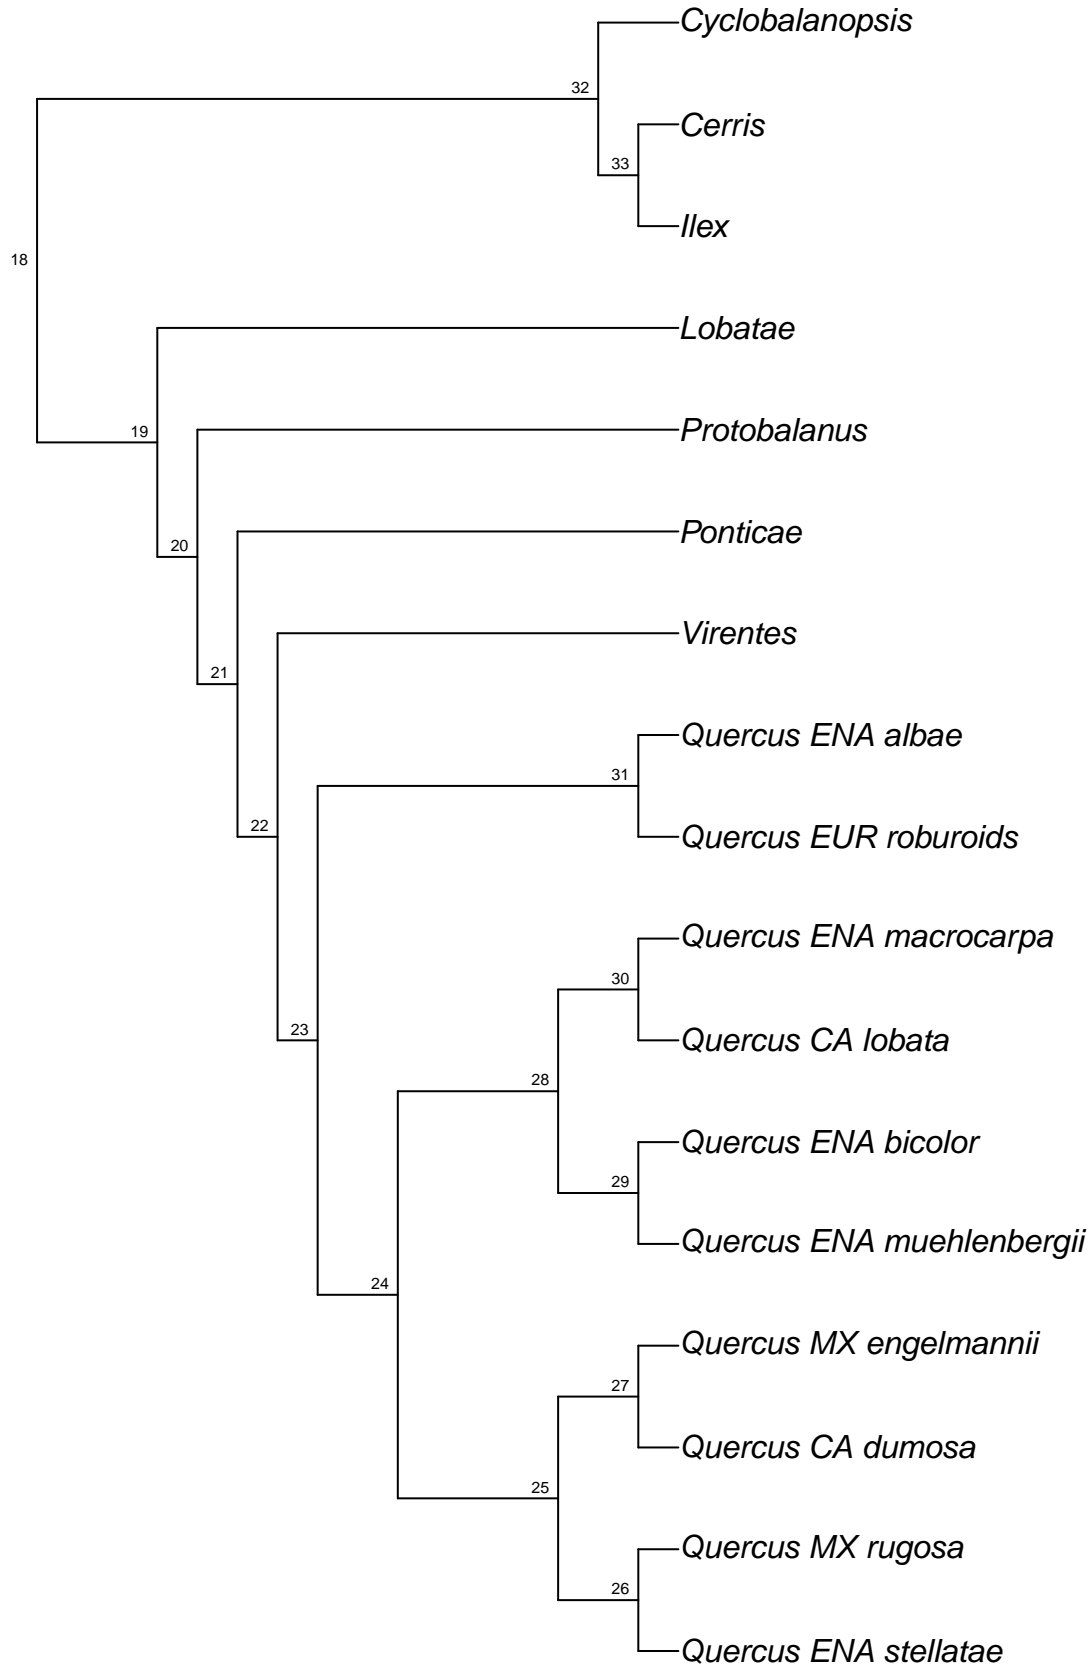 Cyclobalanopsis
32
Cerris
33
Ilex
18
Lobatae
19
Protobalanus
20
Ponticae
21
Virentes
22
Quercus ENA albae
31
Quercus EUR roburoids
Quercus ENA macrocarpa
30
23
Quercus CA lobata
28
Quercus ENA bicolor
29
Quercus ENA muehlenbergii
24
Quercus MX engelmannii
27
Quercus CA dumosa
25
Quercus MX rugosa
26
Quercus ENA stellatae